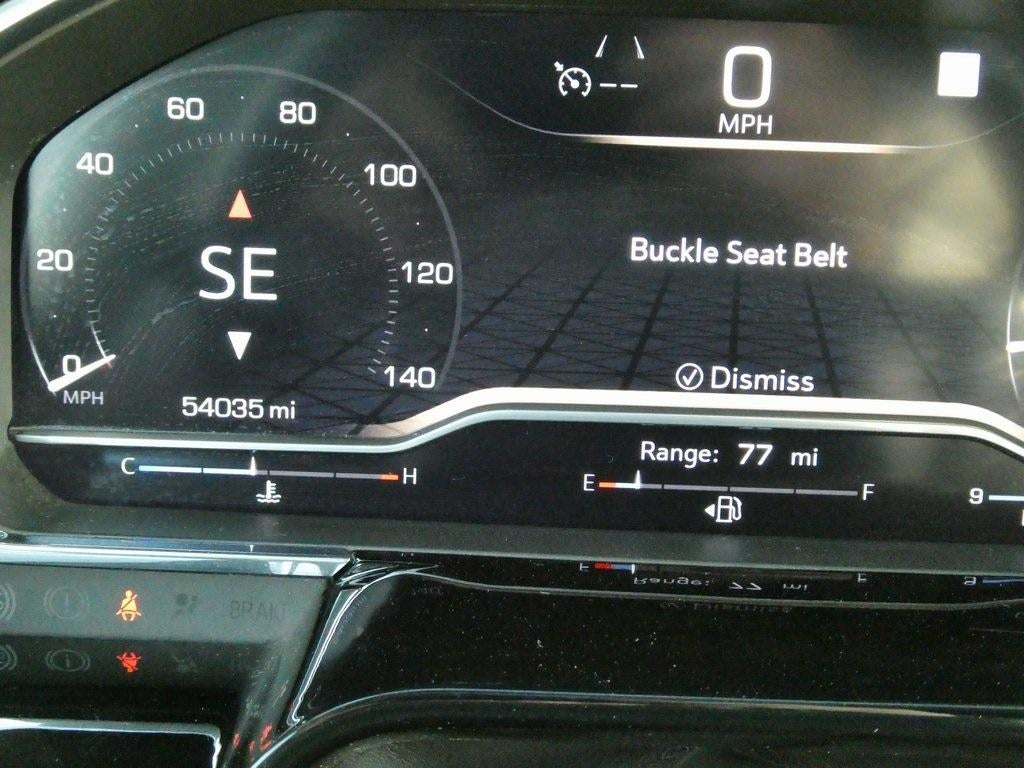 0
MPH
60 80
40 100
20 SE 120
0 140
MPH
54035 mi
Buckle Seat Belt
Dismiss
C H
Range: 77 mi
E F
9